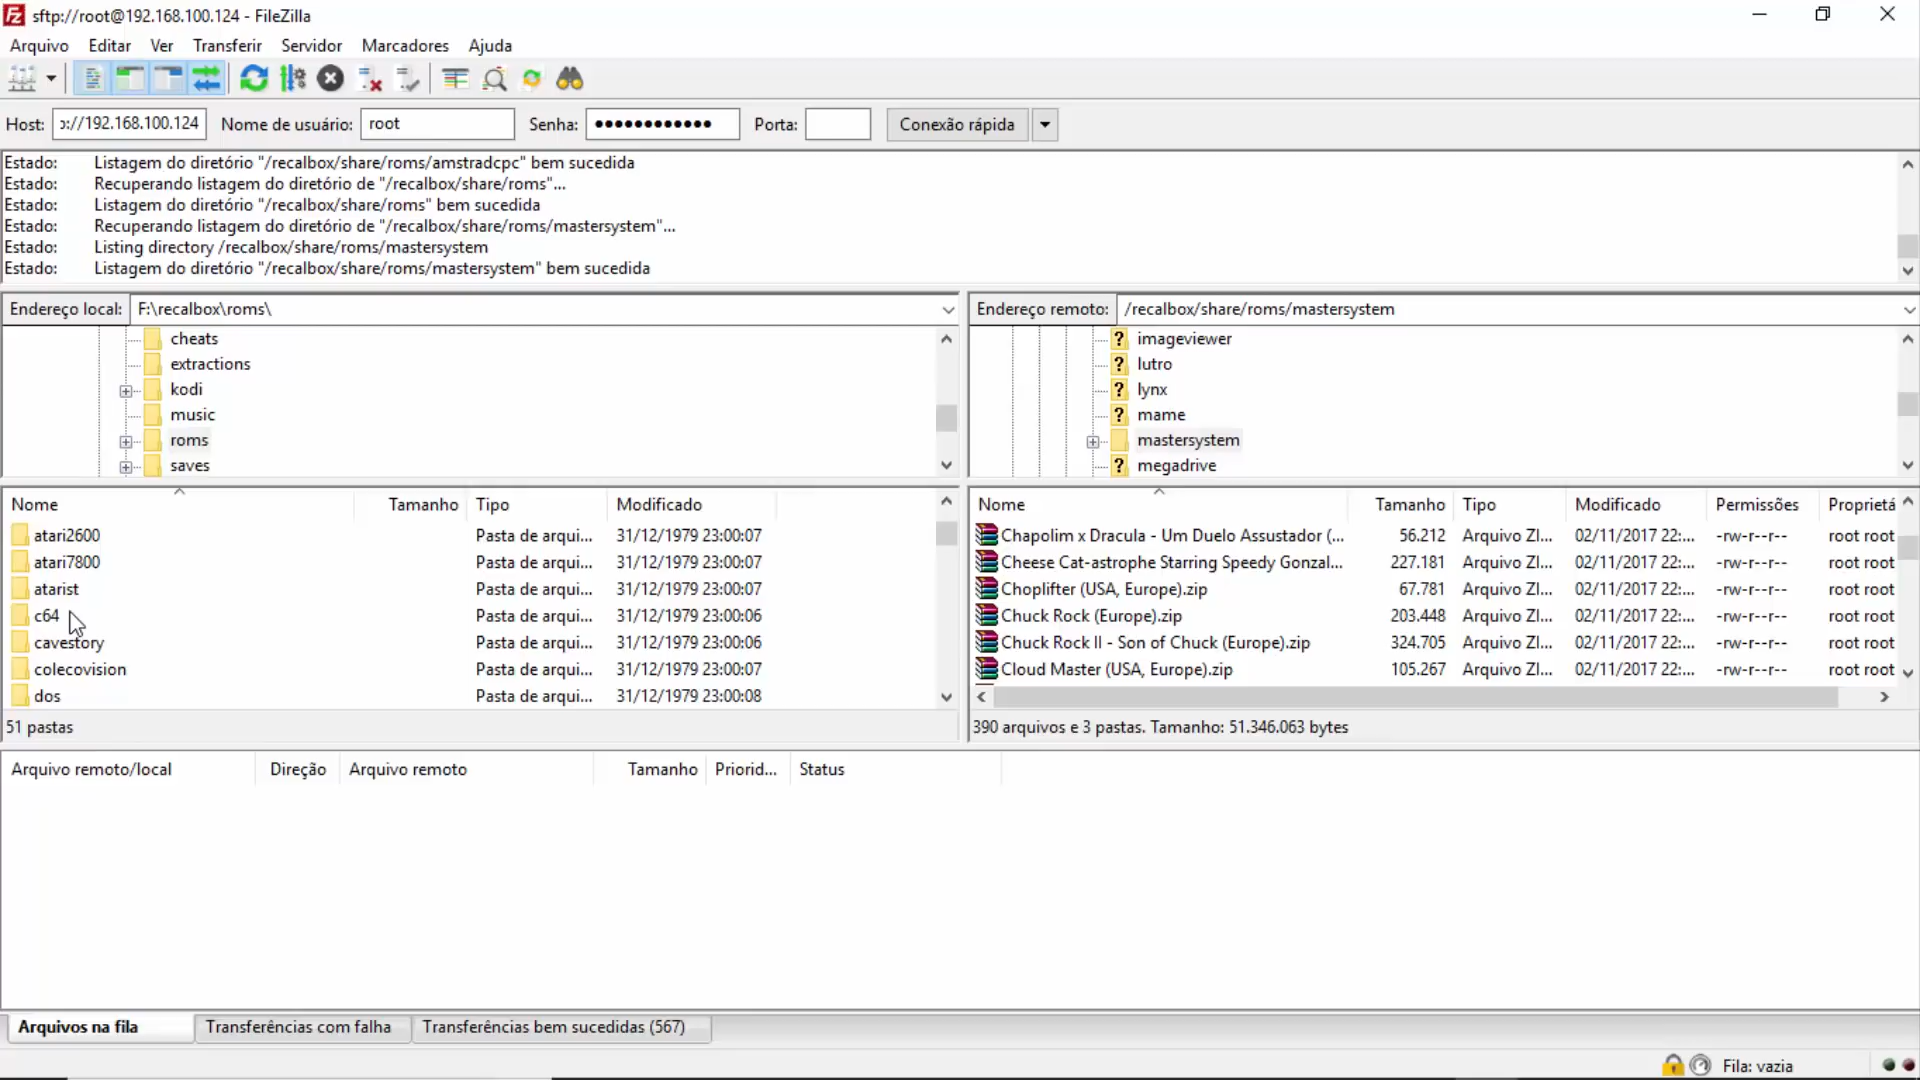 sftp://root@192.168.100.124 - FileZilla
Arquivo Editar Ver Transferir Servidor Marcadores Ajuda
Host: ɔ://192.168.100.124 Nome de usuário: root Senha: ●●●●●●●●●●●● Porta: Conexão rápida
Estado: Listagem do diretório "/recalbox/share/roms/amstradcpc" bem sucedida
Estado: Recuperando listagem do diretório de "/recalbox/share/roms"...
Estado: Listagem do diretório "/recalbox/share/roms" bem sucedida
Estado: Recuperando listagem do diretório de "/recalbox/share/roms/mastersystem"...
Estado: Listing directory /recalbox/share/roms/mastersystem
Estado: Listagem do diretório "/recalbox/share/roms/mastersystem" bem sucedida
Endereço local: F:\recalbox\roms\
cheats
extractions
kodi
music
roms
saves
Endereço remoto: /recalbox/share/roms/mastersystem
? imageviewer
? lutro
? lynx
? mame
mastersystem
? megadrive
Nome Tamanho Tipo Modificado
atari2600 Pasta de arqui... 31/12/1979 23:00:07
atari7800 Pasta de arqui... 31/12/1979 23:00:07
atarist Pasta de arqui... 31/12/1979 23:00:07
c64 Pasta de arqui... 31/12/1979 23:00:06
cavestory Pasta de arqui... 31/12/1979 23:00:06
colecovision Pasta de arqui... 31/12/1979 23:00:07
dos Pasta de arqui... 31/12/1979 23:00:08
51 pastas
Nome Tamanho Tipo Modificado Permissões Proprietá
Chapolim x Dracula - Um Duelo Assustador (... 56.212 Arquivo ZI... 02/11/2017 22:... -rw-r--r-- root root
Cheese Cat-astrophe Starring Speedy Gonzal... 227.181 Arquivo ZI... 02/11/2017 22:... -rw-r--r-- root root
Choplifter (USA, Europe).zip 67.781 Arquivo ZI... 02/11/2017 22:... -rw-r--r-- root root
Chuck Rock (Europe).zip 203.448 Arquivo ZI... 02/11/2017 22:... -rw-r--r-- root root
Chuck Rock II - Son of Chuck (Europe).zip 324.705 Arquivo ZI... 02/11/2017 22:... -rw-r--r-- root root
Cloud Master (USA, Europe).zip 105.267 Arquivo ZI... 02/11/2017 22:... -rw-r--r-- root root
390 arquivos e 3 pastas. Tamanho: 51.346.063 bytes
Arquivo remoto/local Direção Arquivo remoto Tamanho Priorid... Status
Arquivos na fila Transferências com falha Transferências bem sucedidas (567)
Fila: vazia